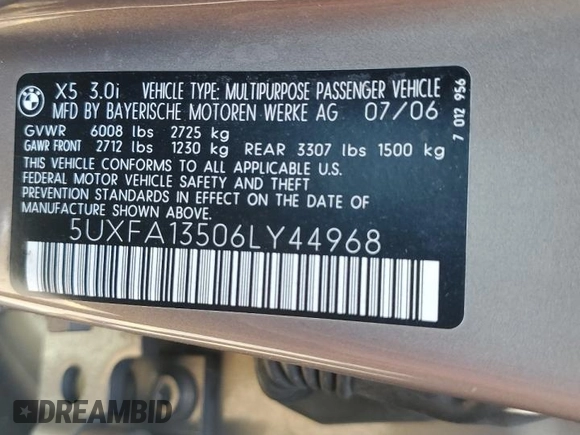 BMW
X5 3.0i VEHICLE TYPE: MULTIPURPOSE PASSENGER VEHICLE
MFD BY BAYERISCHE MOTOREN WERKE AG 07/06
GVWR 6008 lbs 2725 kg
GAWR FRONT 2712 lbs 1230 kg REAR 3307 lbs 1500 kg
THIS VEHICLE CONFORMS TO ALL APPLICABLE U.S.
FEDERAL MOTOR VEHICLE SAFETY AND THEFT
PREVENTION STANDARDS IN EFFECT ON THE DATE
OF MANUFACTURE SHOWN ABOVE.
5UXFA13506LY44968
7 012 956
DREAMBID